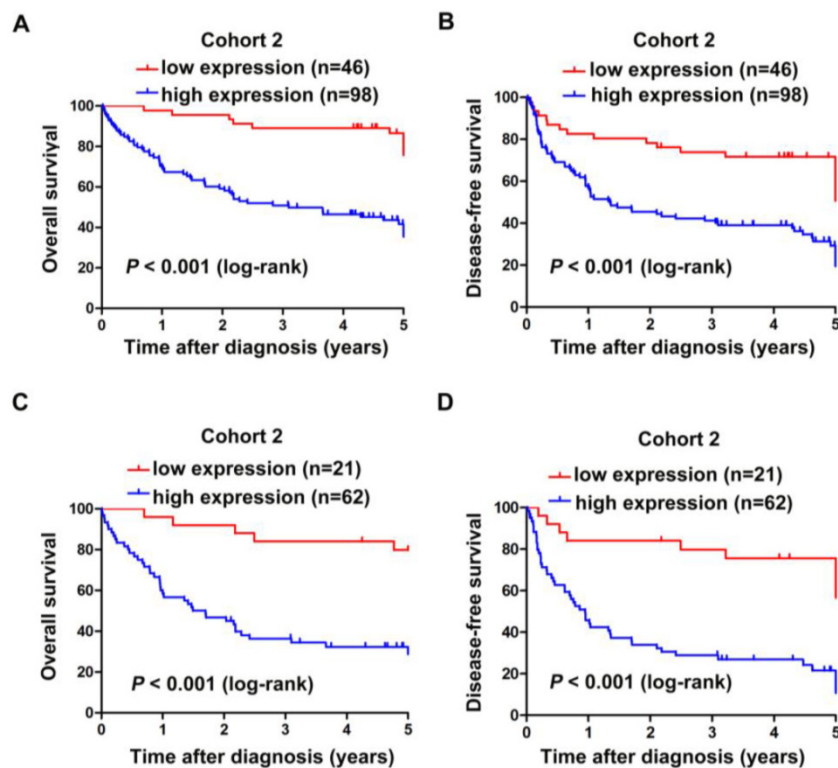 A
Cohort 2
low expression (n=46)
high expression (n=98)
Overall surviyal
100
80
60
40
20
0
P < 0.001 (log-rank)
0 1 2 3 4 5
Time after diagnosis (years)
B
Cohort 2
low expression (n=46)
high expression (n=98)
Disease-free survival
100
80
60
40
20
0
P < 0.001 (log-rank)
0 1 2 3 4 5
Time after diagnosis (years)
C
Cohort 2
low expression (n=21)
high expression (n=62)
Overall survival
100
80
60
40
20
0
P < 0.001 (log-rank)
0 1 2 3 4 5
Time after diagnosis (years)
D
Cohort 2
low expression (n=21)
high expression (n=62)
Disease-free survival
100
80
60
40
20
0
P < 0.001 (log-rank)
0 1 2 3 4 5
Time after diagnosis (years)